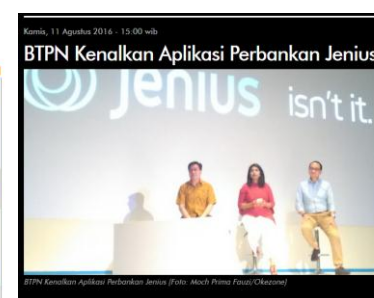 Kamis, 11 Agustus 2016 - 15:00 wib
BTPN Kenalkan Aplikasi Perbankan Jenius
Jenius isn't it.
BTPN Kenalkan Aplikasi Perbankan Jenius (Foto Moch Prima Fauzi/Okezone)